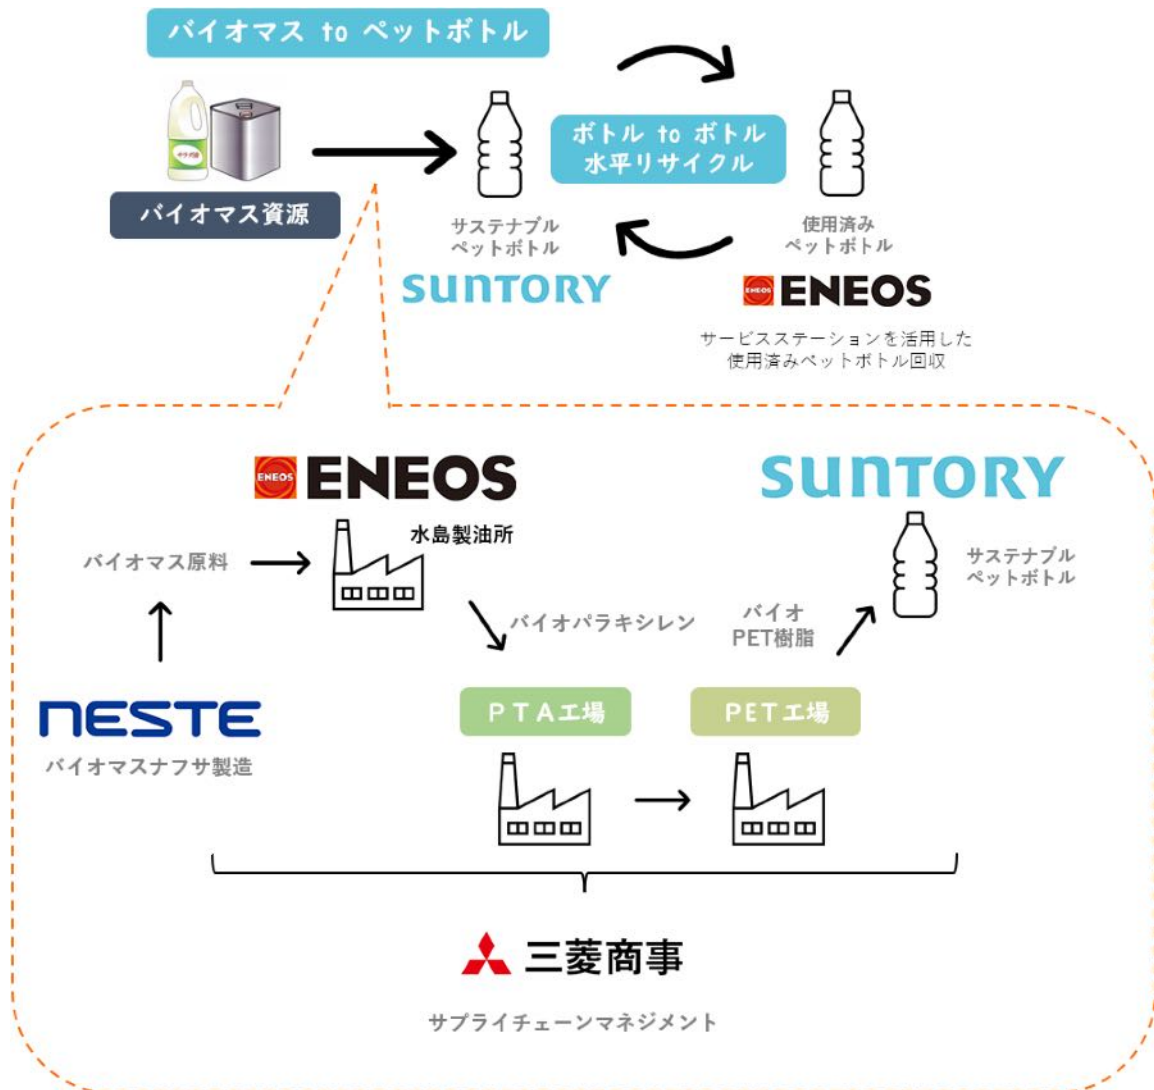 バイオマス to ペットボトル
バイオマス資源
サステナブル
ペットボトル
SUNTORY
ボトル to ボトル
水平リサイクル
使用済み
ペットボトル
ENEOS
ENEOS
サービスステーションを活用した
使用済みペットボトル回収
ENEOS
ENEOS
水島製油所
バイオマス原料
NESTE
バイオマスナフサ製造
バイオパラキシレン
PTA工場
PET工場
バイオ
PET樹脂
SUNTORY
サステナブル
ペットボトル
三菱商事
サプライチェーンマネジメント